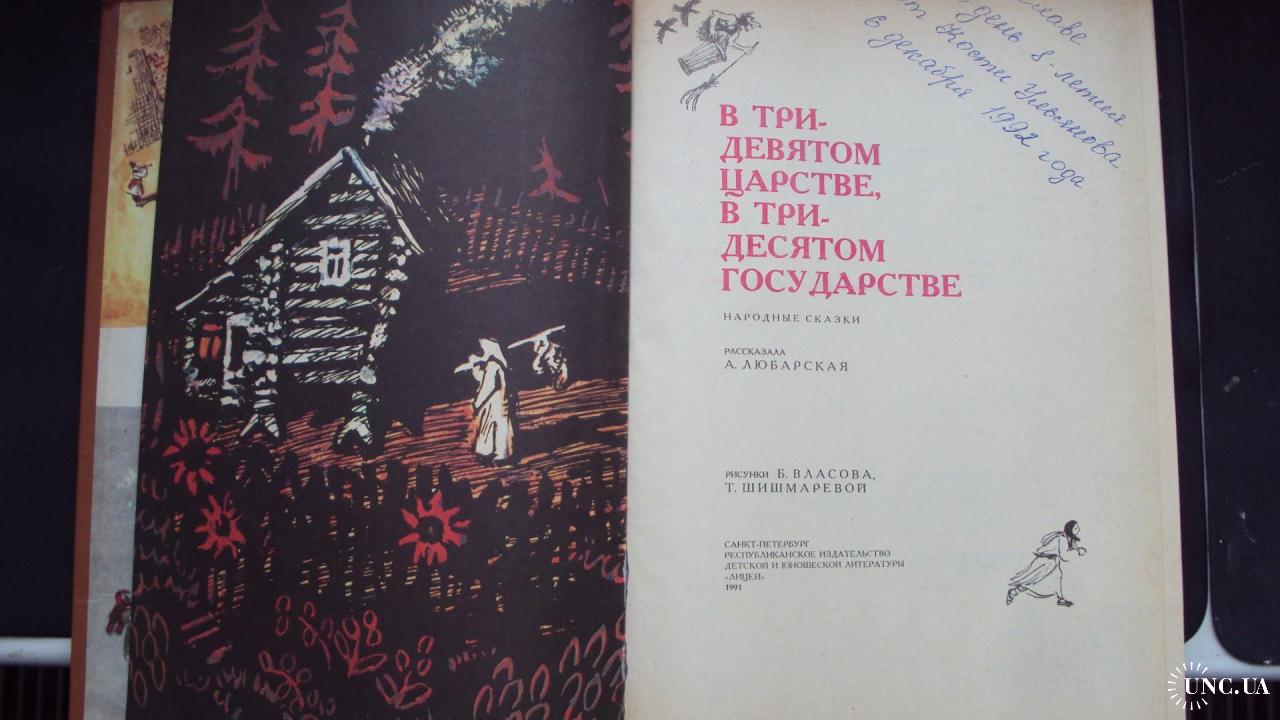 день 8-летия
от Кости Ульянова
в декабря 1992 года
В ТРИ-
ДЕВЯТОМ
ЦАРСТВЕ,
В ТРИ-
ДЕСЯТОМ
ГОСУДАРСТВЕ
НАРОДНЫЕ СКАЗКИ
РАССКАЗАЛА
А. ЛЮБАРСКАЯ
РИСУНКИ Б. ВЛАСОВА,
Т. ШИШМАРЕВОЙ
САНКТ-ПЕТЕРБУРГ
РЕСПУБЛИКАНСКОЕ ИЗДАТЕЛЬСТВО
ДЕТСКОЙ И ЮНОШЕСКОЙ ЛИТЕРАТУРЫ
«ЛИЦЕЙ»
1991
UNC.UA